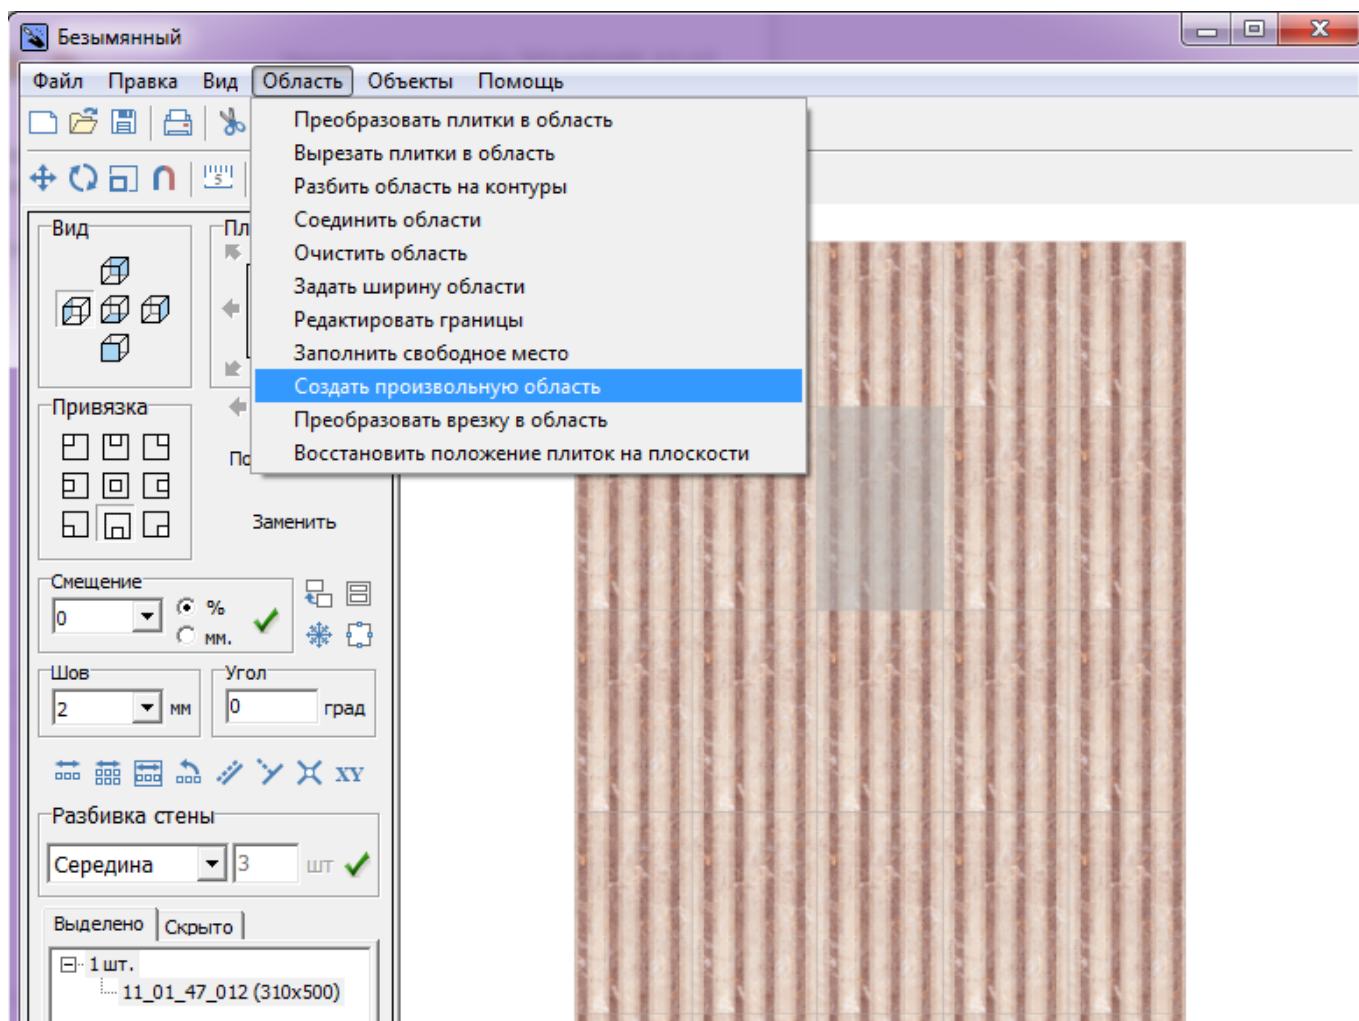 Безымянный
Файл Правка Вид Область Объекты Помощь
Преобразовать плитки в область
Вырезать плитки в область
Разбить область на контуры
Соединить области
Очистить область
Задать ширину области
Редактировать границы
Заполнить свободное место
Создать произвольную область
Преобразовать врезку в область
Восстановить положение плиток на плоскости
5
Вид
Пл
Привязка
По
Заменить
Смещение
0 %
мм.
Шов Угол
2 мм 0 град
XY
Разбивка стены
Середина 3 шт
Выделено Скрыто
1 шт.
11_01_47_012 (310x500)